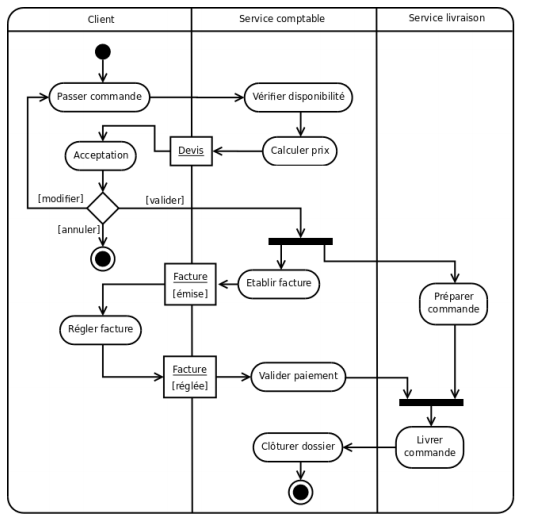 Client
Service comptable
Service livraison
Passer commande
Vérifier disponibilité
Acceptation
Devis
Calculer prix
[modifier]
[valider]
[annuler]
Facture
[émise]
Etablir facture
Préparer
commande
Régler facture
Facture
[réglée]
Valider paiement
Clôturer dossier
Livrer
commande